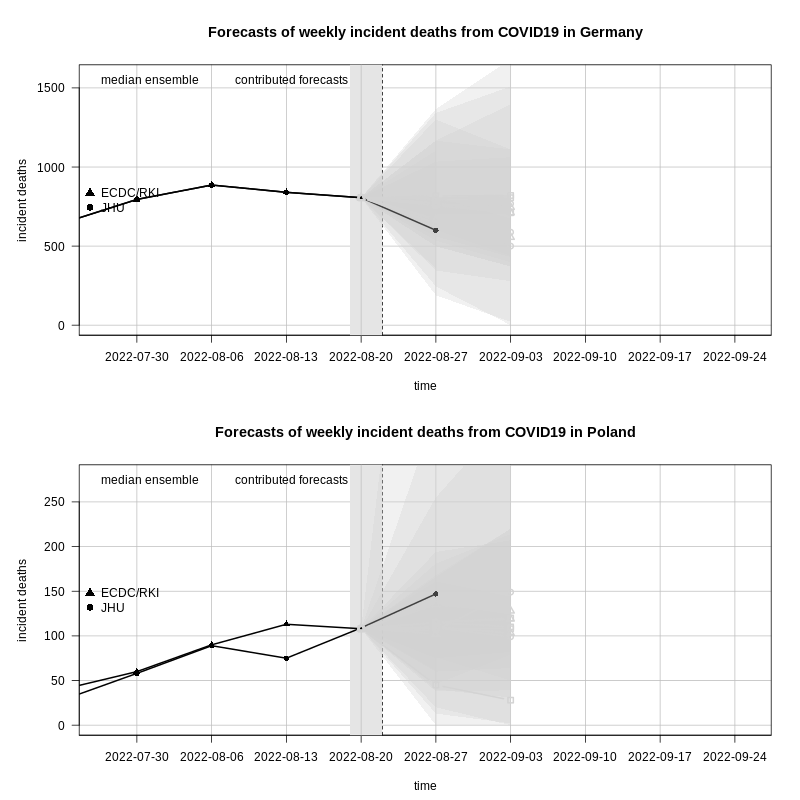 Forecasts of weekly incident deaths from COVID19 in Germany
median ensemble contributed forecasts
1500
1000
500
0
incident deaths
ECDC/RKI
JHU
2022-07-30 2022-08-06 2022-08-13 2022-08-20 2022-08-27 2022-09-03 2022-09-10 2022-09-17 2022-09-24
time
Forecasts of weekly incident deaths from COVID19 in Poland
median ensemble contributed forecasts
250
200
150
100
50
0
incident deaths
ECDC/RKI
JHU
2022-07-30 2022-08-06 2022-08-13 2022-08-20 2022-08-27 2022-09-03 2022-09-10 2022-09-17 2022-09-24
time